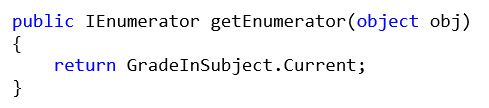 public IEnumerator getEnumerator(object obj)
{
    return GradeInSubject.Current;
}